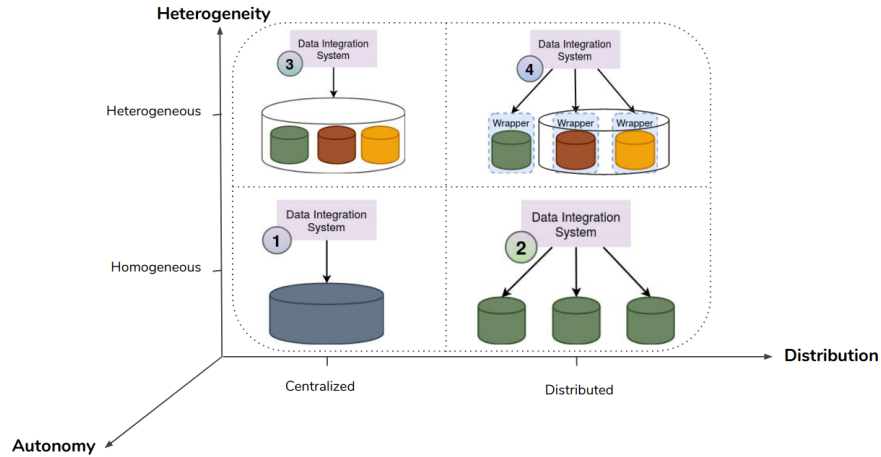 Heterogeneity
Data Integration
System
3
Data Integration
System
4
Heterogeneous
Wrapper
Wrapper
Wrapper
Data Integration
System
1
Data Integration
System
2
Homogeneous
Distribution
Centralized
Distributed
Autonomy